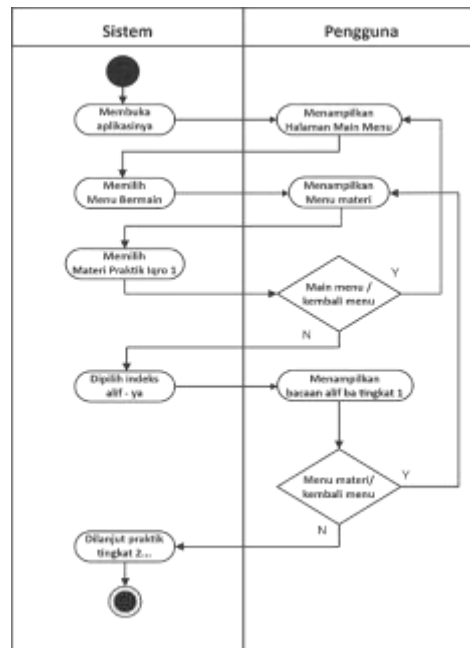 Sistem
Pengguna
Membuka
aplikasinya
Menampilkan
Halaman Main Menu
Memilih
Menu Bermain
Menampilkan
Menu materi
Memilih
Materi Praktik Iqro 1
Main menu /
kembali menu
Y
N
Dipilih indeks
alif - ya
Menampilkan
bacaan alif ba tingkat 1
Menu materi/
kembali menu
Y
N
Dilanjut praktik
tingkat 2...